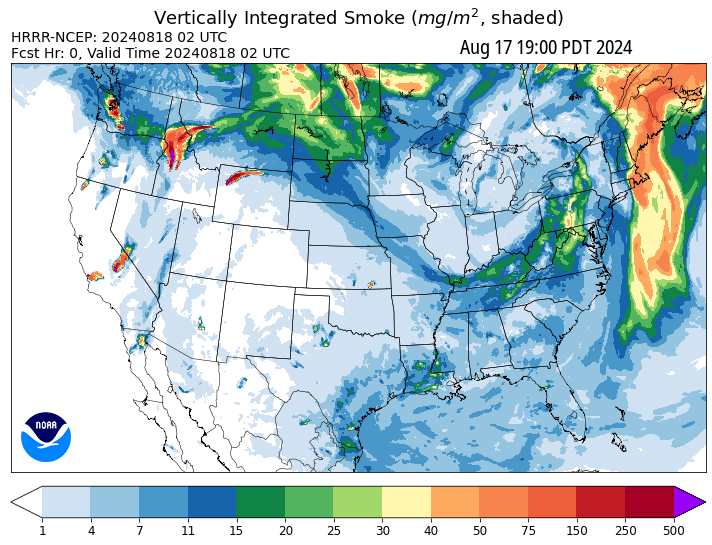 Vertically Integrated Smoke (mg/m², shaded)
HRRR-NCEP: 20240818 02 UTC
Fcst Hr: 0, Valid Time 20240818 02 UTC
Aug 17 19:00 PDT 2024
NOAA
1 4 7 11 15 20 25 30 40 50 75 150 250 500